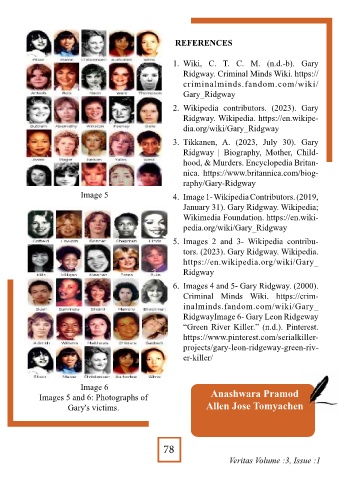 Image 5
Image 6
Images 5 and 6: Photographs of
Gary's victims.
REFERENCES
1. Wiki, C. T. C. M. (n.d.-b). Gary
Ridgway. Criminal Minds Wiki. https://
criminalminds.fandom.com/wiki/
Gary_Ridgway
2. Wikipedia contributors. (2023). Gary
Ridgway. Wikipedia. https://en.wikipe-
dia.org/wiki/Gary_Ridgway
3. Tikkanen, A. (2023, July 30). Gary
Ridgway | Biography, Mother, Child-
hood, & Murders. Encyclopedia Britan-
nica. https://www.britannica.com/biog-
raphy/Gary-Ridgway
4. Image 1- Wikipedia Contributors. (2019,
January 31). Gary Ridgway. Wikipedia;
Wikimedia Foundation. https://en.wiki-
pedia.org/wiki/Gary_Ridgway
5. Images 2 and 3- Wikipedia contribu-
tors. (2023). Gary Ridgway. Wikipedia.
https://en.wikipedia.org/wiki/Gary_
Ridgway
6. Images 4 and 5- Gary Ridgway. (2000).
Criminal Minds Wiki. https://crim-
inalminds.fandom.com/wiki/Gary_
RidgwayImage 6- Gary Leon Ridgeway
“Green River Killer.” (n.d.). Pinterest.
https://www.pinterest.com/serialkiller-
projects/gary-leon-ridgeway-green-riv-
er-killer/
Anashwara Pramod
Allen Jose Tomyachen
78
Veritas Volume :3, Issue :1